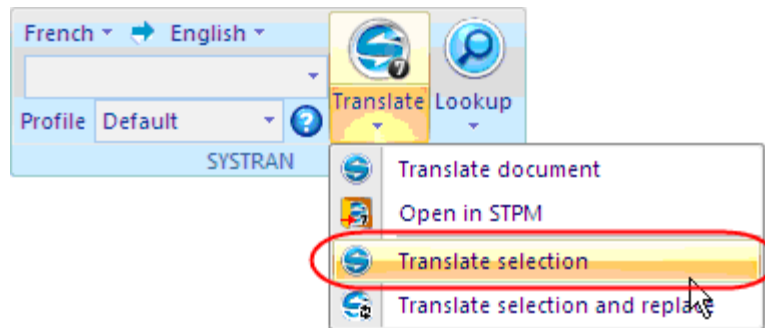 French English
Translate Lookup
Profile Default
SYSTRAN
Translate document
Open in STPM
Translate selection
Translate selection and replace